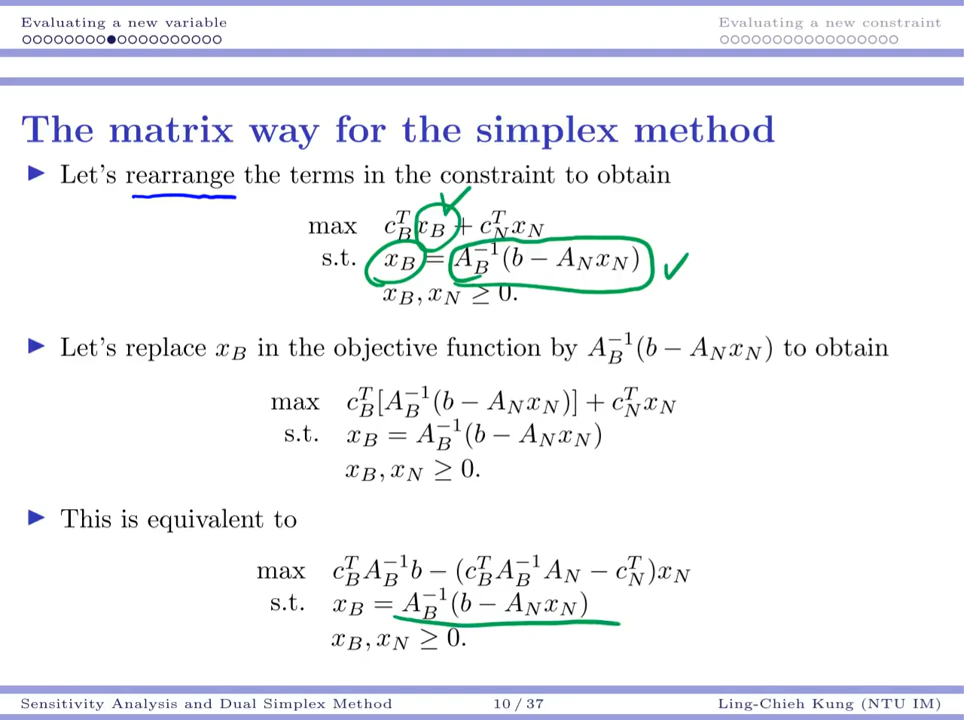 Evaluating a new variable
Evaluating a new constraint
The matrix way for the simplex method
▶ Let's rearrange the terms in the constraint to obtain
max $c_B^T x_B + c_N^T x_N$
s.t. $x_B = A_B^{-1}(b - A_N x_N)$
$x_B, x_N \geq 0.$
▶ Let's replace $x_B$ in the objective function by $A_B^{-1}(b - A_N x_N)$ to obtain
max $c_B^T[A_B^{-1}(b - A_N x_N)] + c_N^T x_N$
s.t. $x_B = A_B^{-1}(b - A_N x_N)$
$x_B, x_N \geq 0.$
▶ This is equivalent to
max $c_B^T A_B^{-1} b - (c_B^T A_B^{-1} A_N - c_N^T) x_N$
s.t. $x_B = A_B^{-1}(b - A_N x_N)$
$x_B, x_N \geq 0.$
Sensitivity Analysis and Dual Simplex Method 10 / 37 Ling-Chieh Kung (NTU IM)